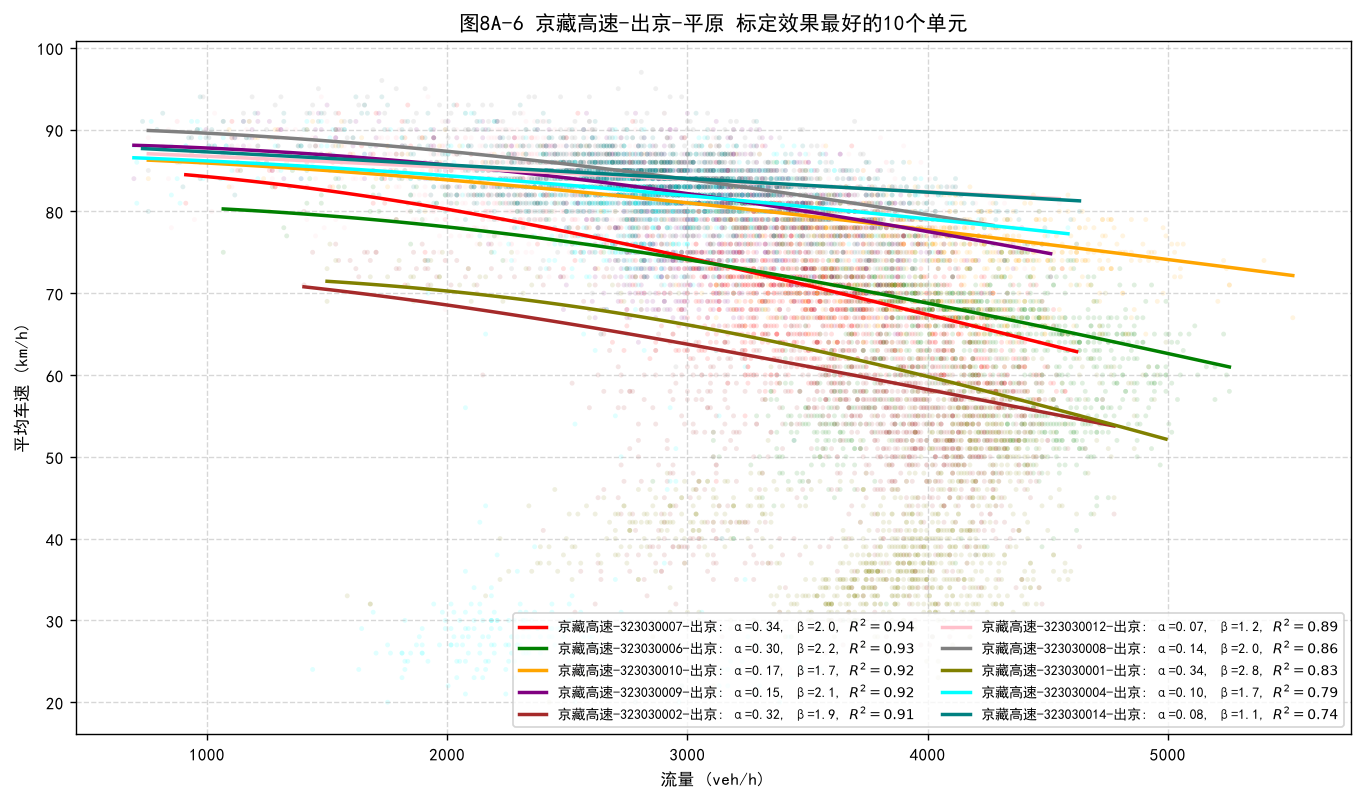 图8A-6 京藏高速-出京-平原 标定效果最好的10个单元
平均车速 (km/h)
100
90
80
70
60
50
40
30
20
京藏高速-323030007-出京: α=0.34, β=2.0, R²=0.94
京藏高速-323030006-出京: α=0.30, β=2.2, R²=0.93
京藏高速-323030010-出京: α=0.17, β=1.7, R²=0.92
京藏高速-323030009-出京: α=0.15, β=2.1, R²=0.92
京藏高速-323030002-出京: α=0.32, β=1.9, R²=0.91
京藏高速-323030012-出京: α=0.07, β=1.2, R²=0.89
京藏高速-323030008-出京: α=0.14, β=2.0, R²=0.86
京藏高速-323030001-出京: α=0.34, β=2.8, R²=0.83
京藏高速-323030004-出京: α=0.10, β=1.7, R²=0.79
京藏高速-323030014-出京: α=0.08, β=1.1, R²=0.74
1000 2000 3000 4000 5000
流量 (veh/h)